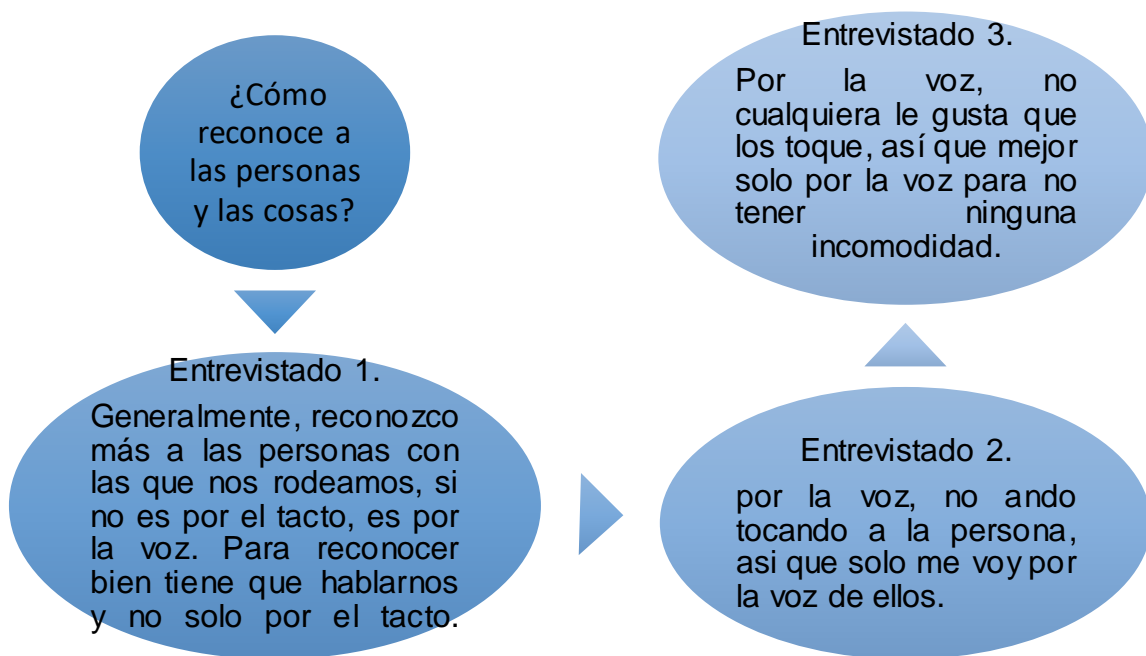 ¿Cómo
reconoce a
las personas
y las cosas?
Entrevistado 1.
Generalmente, reconozco
más a las personas con
las que nos rodeamos, si
no es por el tacto, es por
la voz. Para reconocer
bien tiene que hablarnos
y no solo por el tacto.
Entrevistado 2.
por la voz, no ando
tocando a la persona,
asi que solo me voy por
la voz de ellos.
Entrevistado 3.
Por la voz, no
cualquiera le gusta que
los toque, así que mejor
solo por la voz para no
tener ninguna
incomodidad.